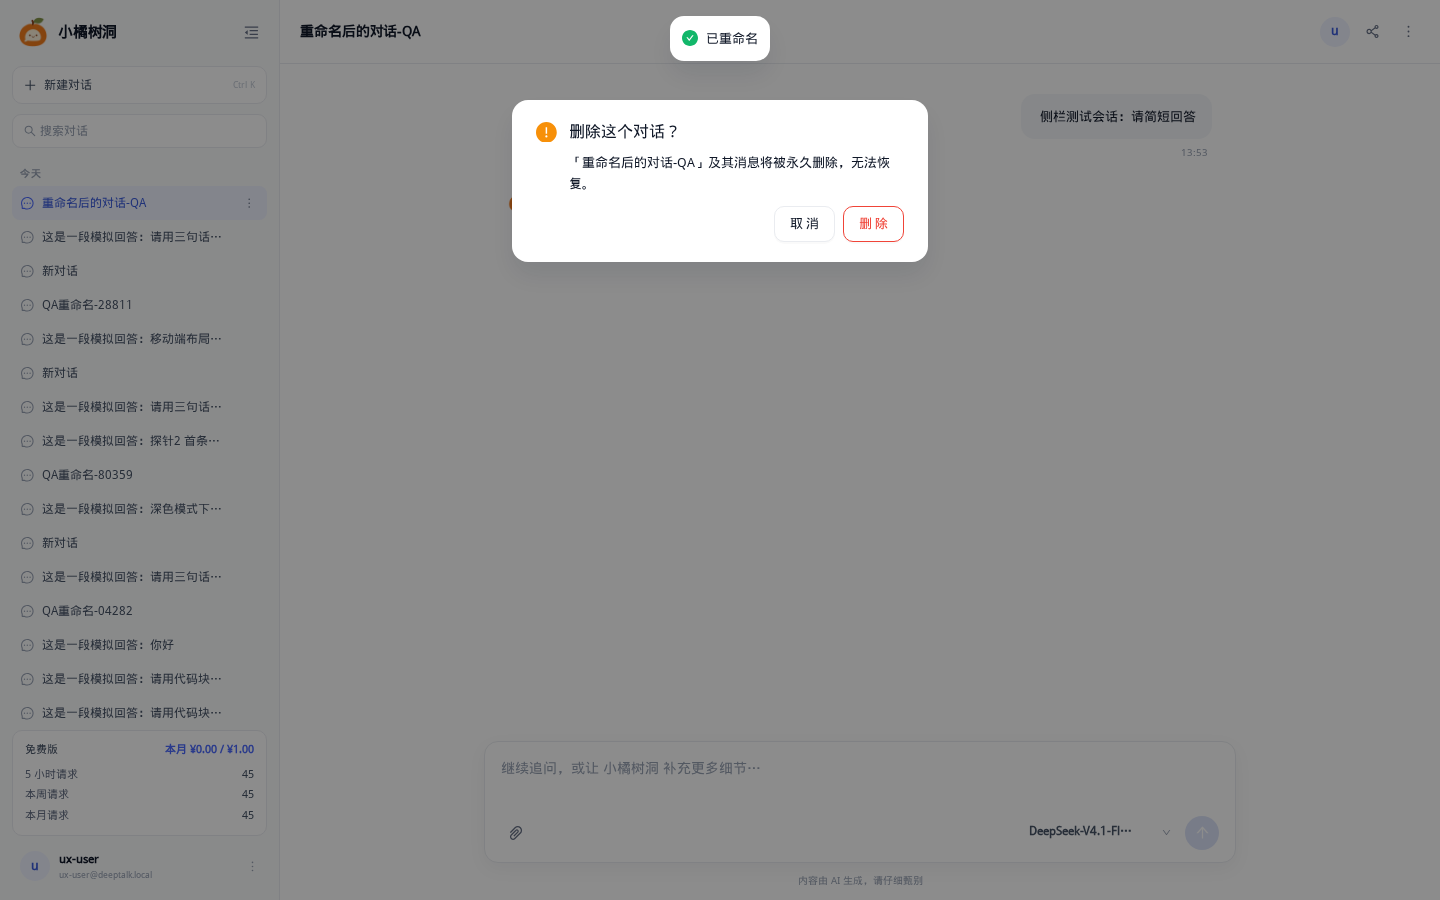 小橘树洞
新建对话
Ctrl K
搜索对话
今天
重命名后的对话-QA
这是一段模拟回答：请用三句话···
新对话
QA重命名-28811
这是一段模拟回答：移动端布局···
新对话
这是一段模拟回答：请用三句话···
这是一段模拟回答：探针2 首条···
QA重命名-80359
这是一段模拟回答：深色模式下···
新对话
这是一段模拟回答：请用三句话···
QA重命名-04282
这是一段模拟回答：你好
这是一段模拟回答：请用代码块···
这是一段模拟回答：请用代码块···
免费版
本月 ¥0.00 / ¥1.00
5 小时请求
45
本周请求
45
本月请求
45
u
ux-user
ux-user@deeptalk.local
重命名后的对话-QA
已重命名
u
侧栏测试会话：请简短回答
13:53
删除这个对话？
「重命名后的对话-QA」及其消息将被永久删除，无法恢
复。
取 消
删 除
继续追问，或让 小橘树洞 补充更多细节···
DeepSeek-V4.1-Fl···
内容由 AI 生成，请仔细甄别